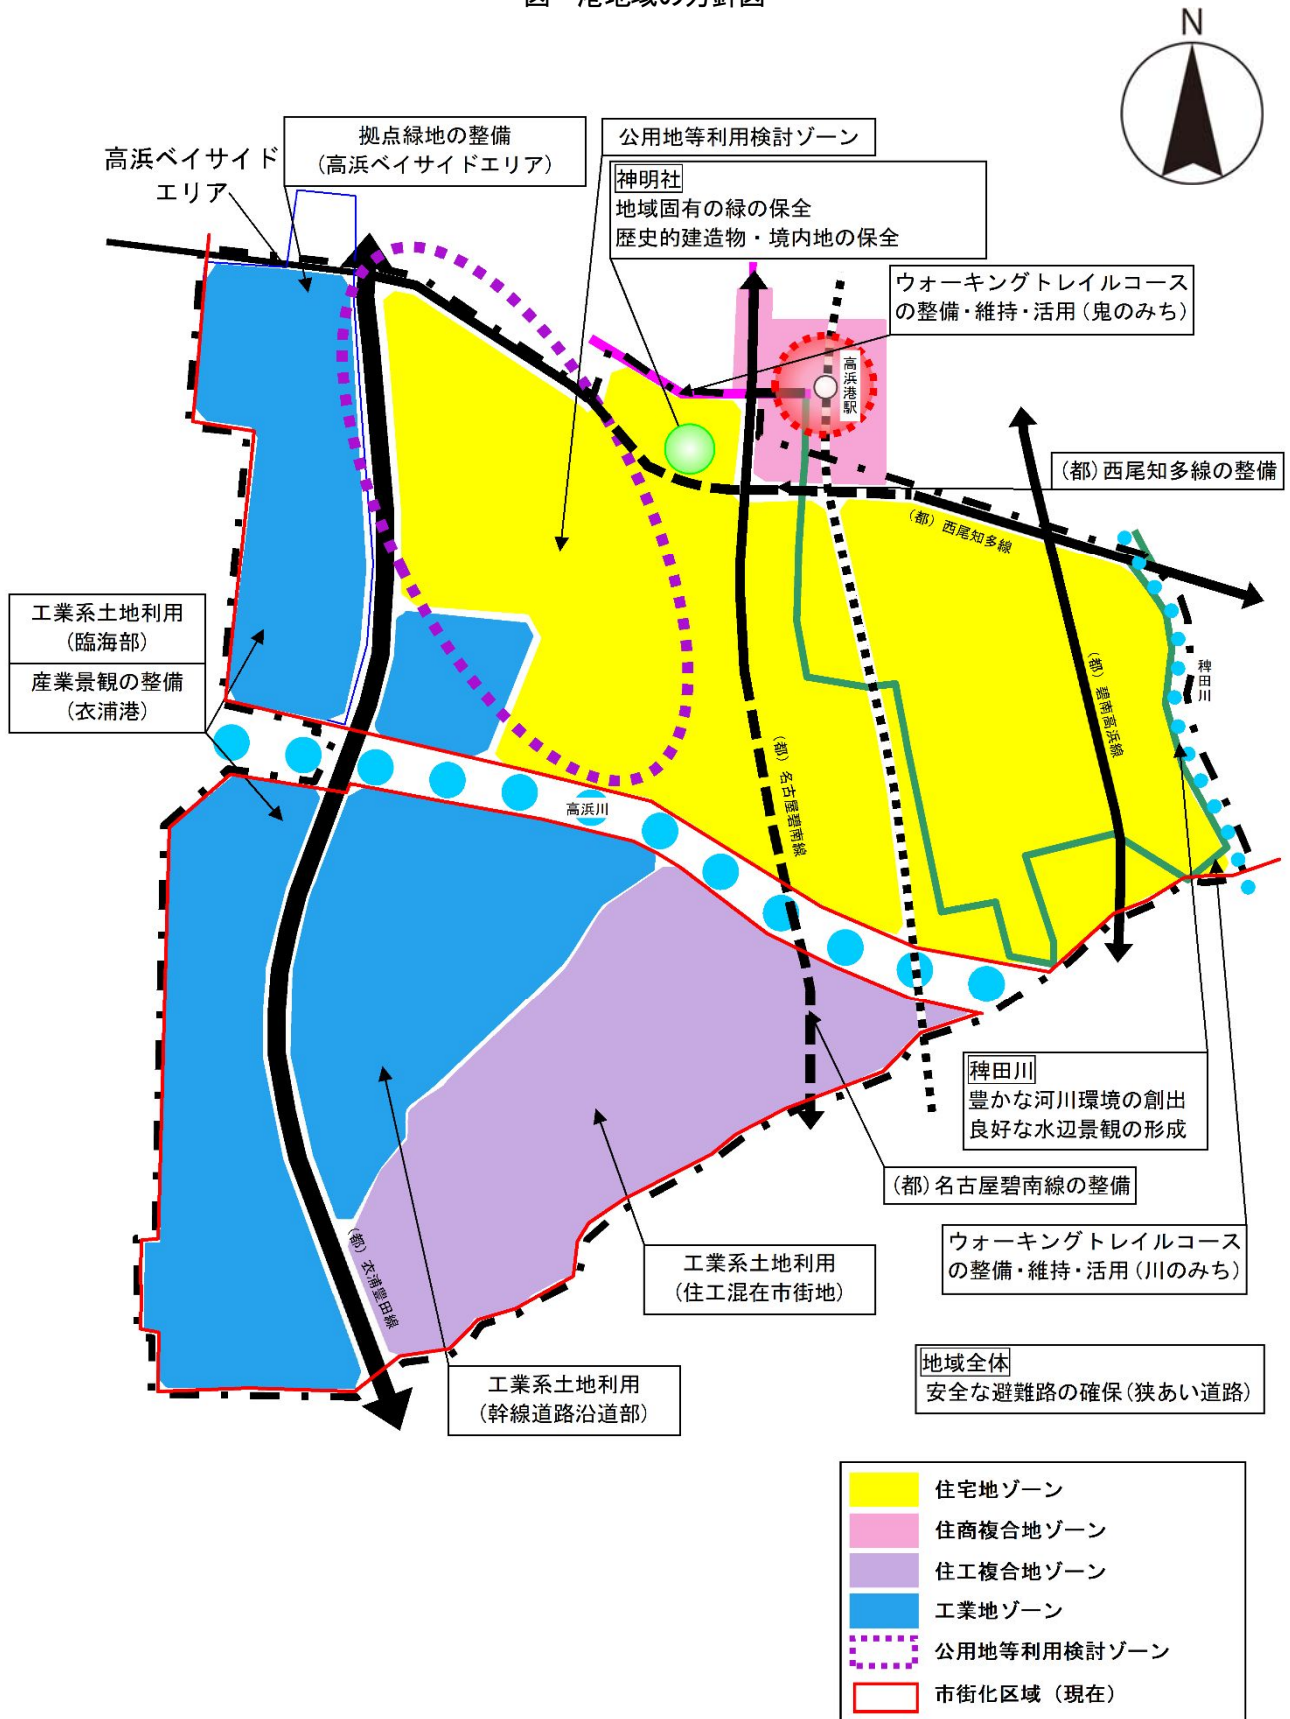 図 港地域の方針図
N
拠点緑地の整備
(高浜ベイサイドエリア)
公用地等利用検討ゾーン
高浜ベイサイド
エリア
神明社
地域固有の緑の保全
歴史的建造物・境内地の保全
ウォーキングトレイルコース
の整備・維持・活用(鬼のみち)
高浜港駅
(都)西尾知多線の整備
(都) 西尾知多線
工業系土地利用
(臨海部)
産業景観の整備
(衣浦港)
稗田川
(都) 碧南高浜線
(都) 名古屋碧南線
高浜川
稗田川
豊かな河川環境の創出
良好な水辺景観の形成
(都)名古屋碧南線の整備
ウォーキングトレイルコース
の整備・維持・活用(川のみち)
(都) 衣浦豊田線
工業系土地利用
(住工混在市街地)
地域全体
安全な避難路の確保(狭あい道路)
工業系土地利用
(幹線道路沿道部)
住宅地ゾーン
住商複合地ゾーン
住工複合地ゾーン
工業地ゾーン
公用地等利用検討ゾーン
市街化区域(現在)